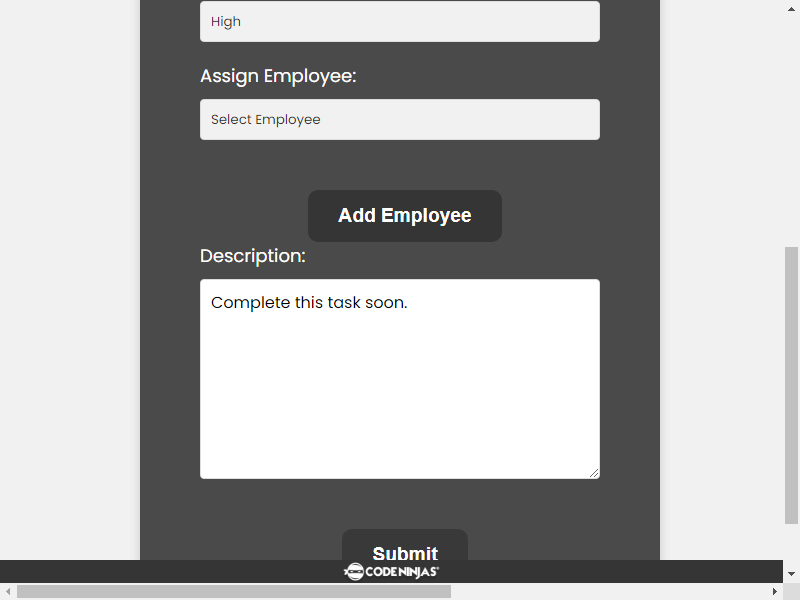 High
Assign Employee:
Select Employee
Add Employee
Description:
Complete this task soon.
Submit
CODE NINJAS